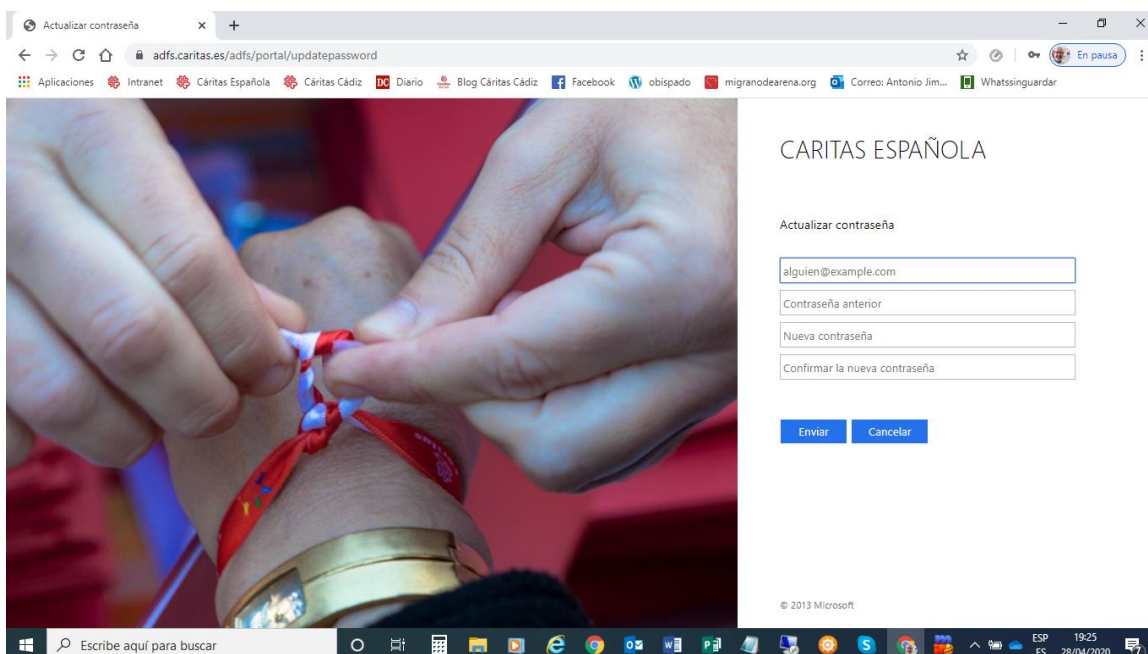 Actualizar contraseña
adfs.caritas.es/adfs/portal/updatepassword
En pausa
Aplicaciones Intranet Cáritas Española Cáritas Cádiz DC Diario Blog Cáritas Cádiz Facebook obispado migranodearena.org Correo: Antonio Jim... Whatssinguardar
CARITAS ESPAÑOLA
Actualizar contraseña
alguien@example.com
Contraseña anterior
Nueva contraseña
Confirmar la nueva contraseña
Enviar Cancelar
© 2013 Microsoft
Escribe aquí para buscar
ESP 19:25
ES 28/04/2020